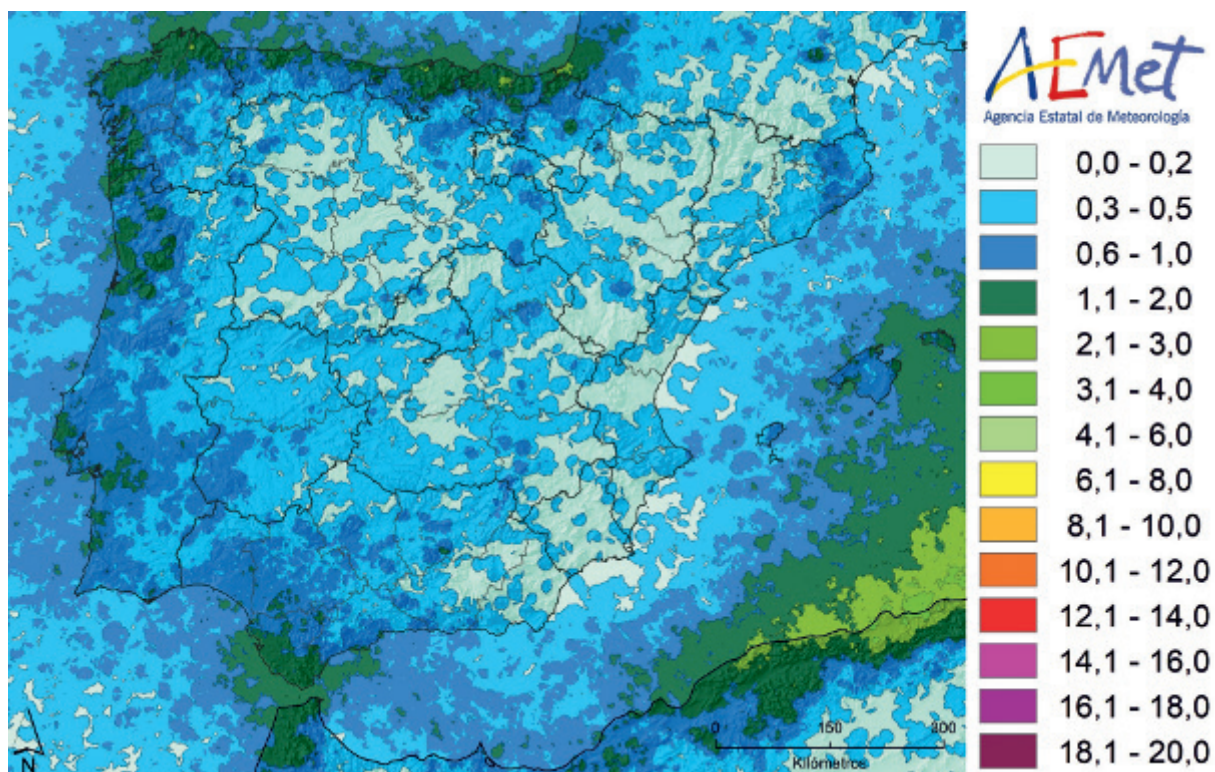 AEMet
Agencia Estatal de Meteorología
0,0 - 0,2
0,3 - 0,5
0,6 - 1,0
1,1 - 2,0
2,1 - 3,0
3,1 - 4,0
4,1 - 6,0
6,1 - 8,0
8,1 - 10,0
10,1 - 12,0
12,1 - 14,0
14,1 - 16,0
16,1 - 18,0
18,1 - 20,0
0 150 300
Kilómetros
N